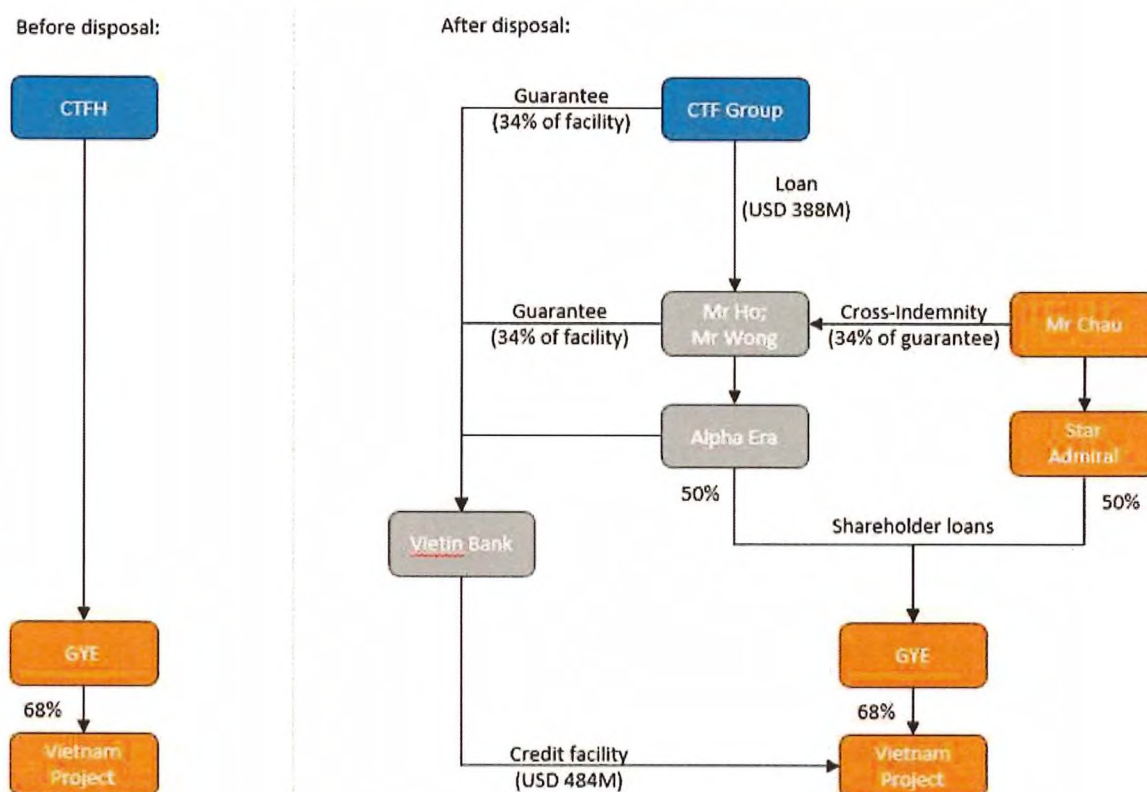 Before disposal:
CTFH
GYE
68%
Vietnam
Project
After disposal:
Guarantee
(34% of facility)
CTF Group
Loan
(USD 388M)
Guarantee
(34% of facility)
Mr Ho;
Mr Wong
Cross-Indemnity
(34% of guarantee)
Mr Chau
Alpha Era
Star
Admiral
50%
50%
Shareholder loans
Vietin Bank
GYE
68%
Credit facility
(USD 484M)
Vietnam
Project